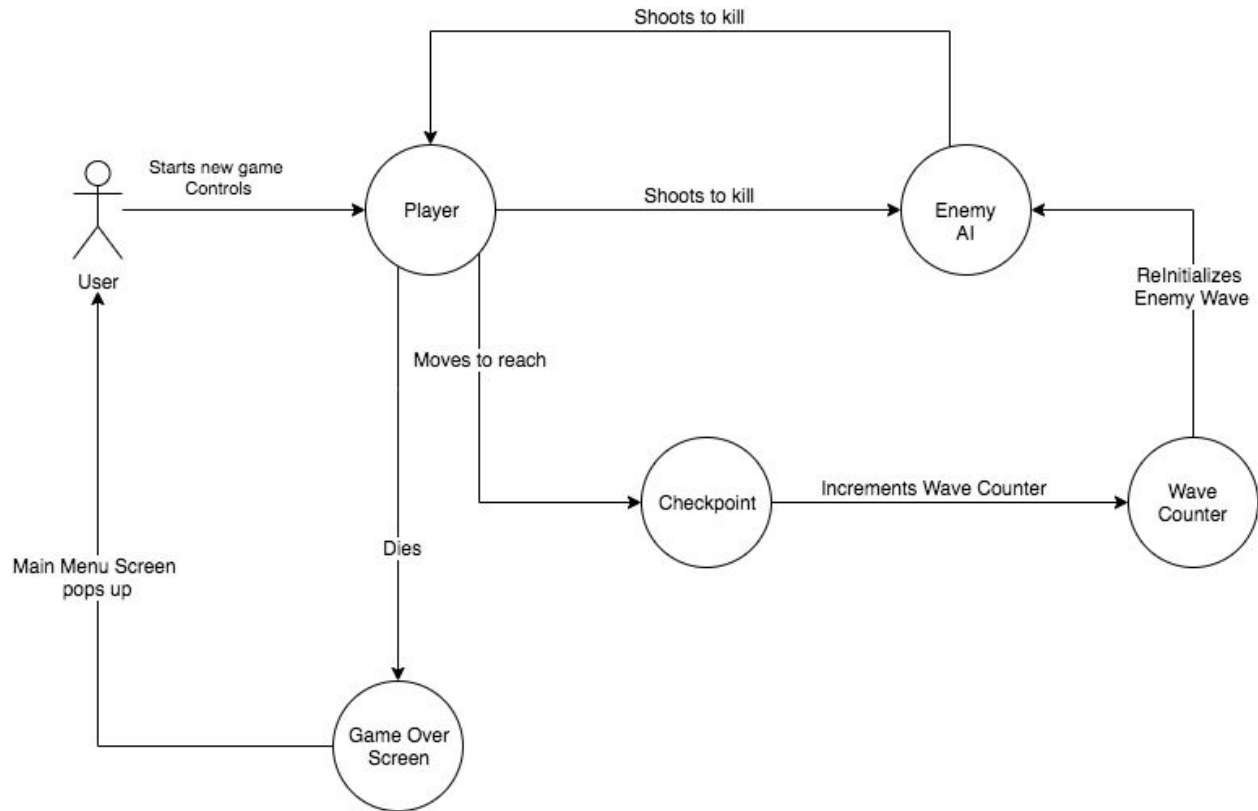 Shoots to kill
Starts new game
Controls
Player
Shoots to kill
Enemy
AI
User
ReInitializes
Enemy Wave
Moves to reach
Checkpoint
Increments Wave Counter
Wave
Counter
Dies
Main Menu Screen
pops up
Game Over
Screen